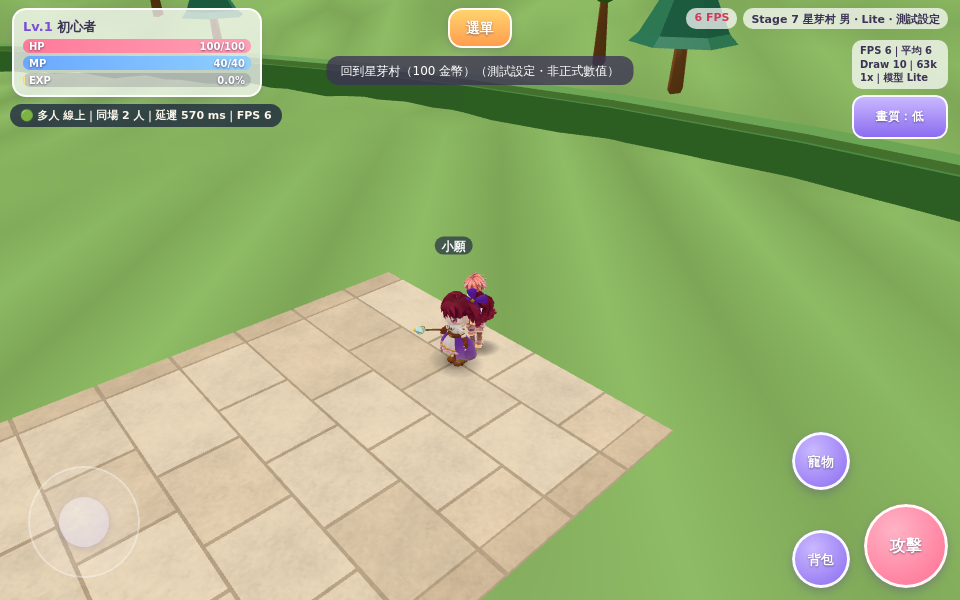 Lv.1 初心者
HP 100/100
MP 40/40
EXP 0.0%
🟢 多人 線上｜同場 2 人｜延遲 570 ms｜FPS 6
選單
回到星芽村（100 金幣）（測試設定・非正式數值）
6 FPS
Stage 7 星芽村 男・Lite・測試設定
FPS 6｜平均 6
Draw 10｜63k
1x｜模型 Lite
畫質：低
小願
寵物
攻擊
背包